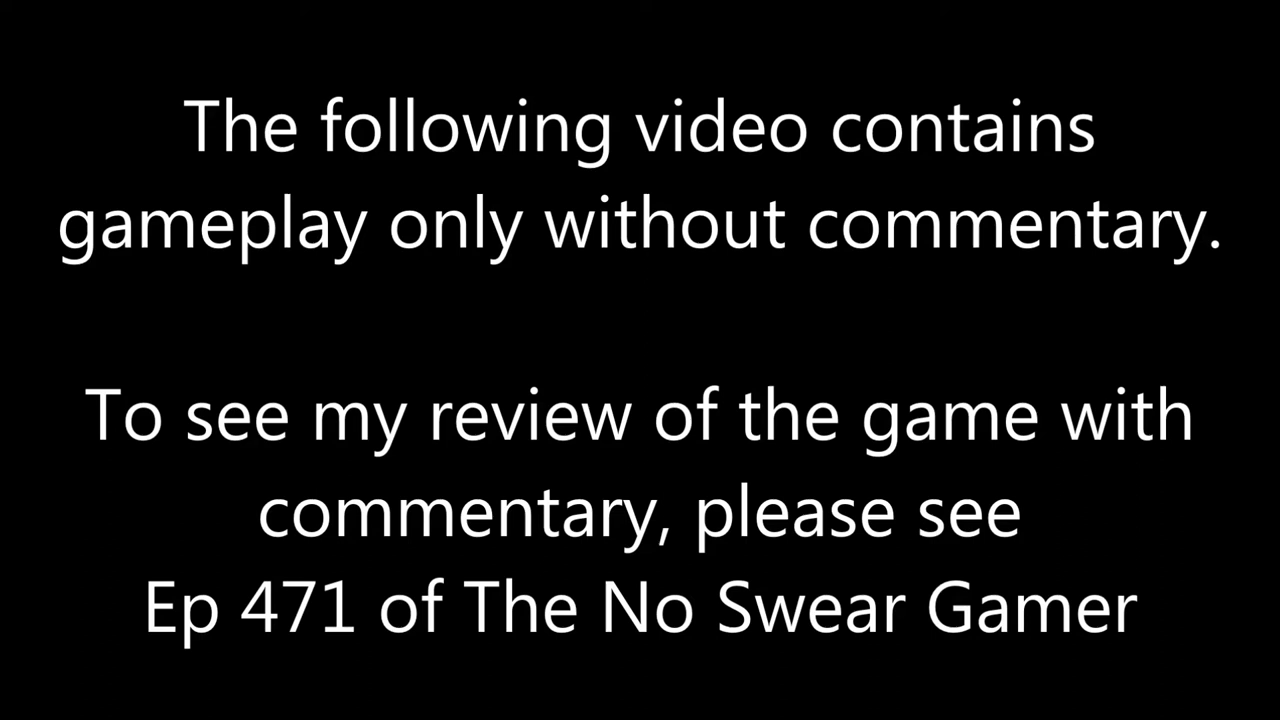 The following video contains
gameplay only without commentary.
To see my review of the game with
commentary, please see
Ep 471 of The No Swear Gamer